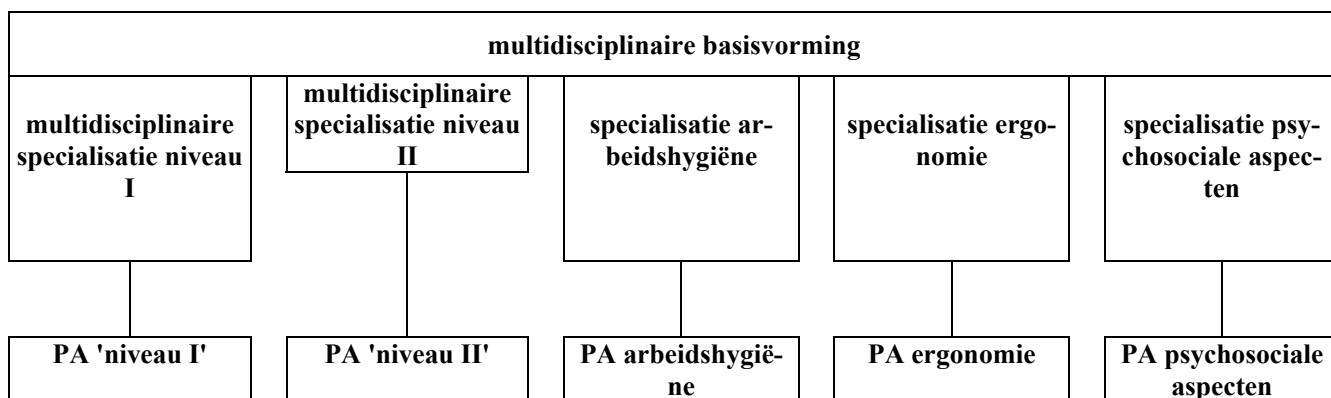 multidisciplinaire basisvorming
multidisciplinaire
specialisatie niveau
I
multidisciplinaire
specialisatie niveau
II
specialisatie ar-
beidshygiëne
specialisatie ergo-
nomie
specialisatie psy-
chosociale aspec-
ten
PA 'niveau I'
PA 'niveau II'
PA arbeidshygië-
ne
PA ergonomie
PA psychosociale
aspecten